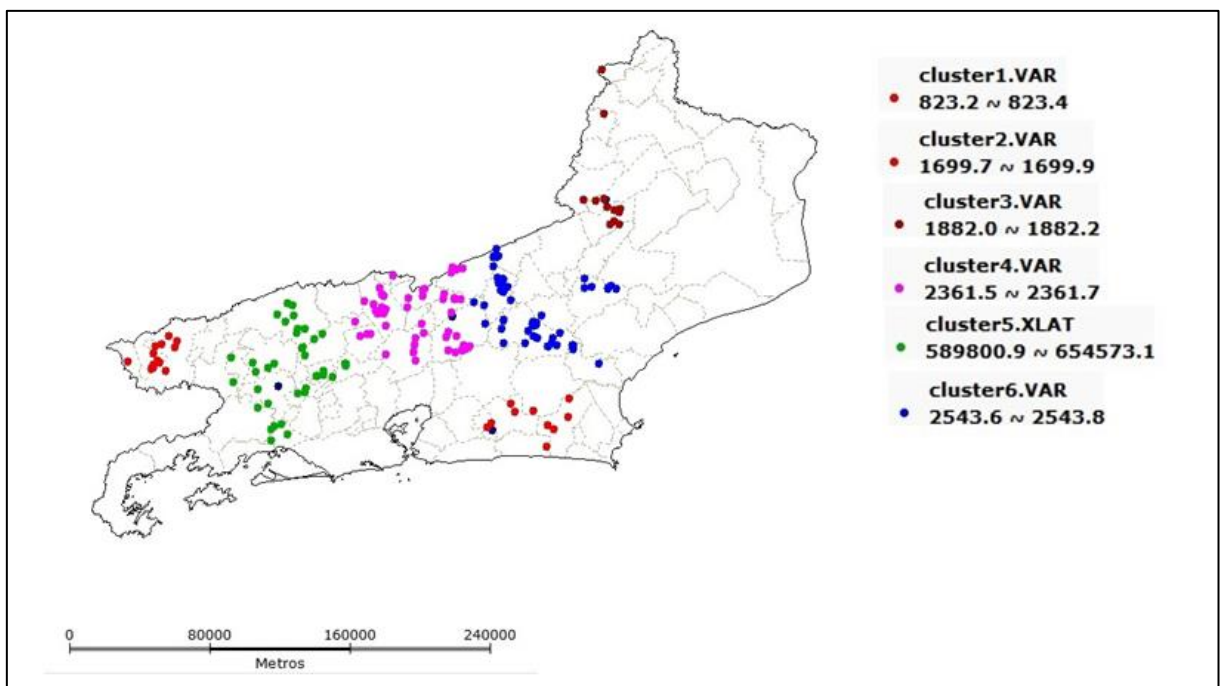 cluster1.VAR
823.2 ~ 823.4
cluster2.VAR
1699.7 ~ 1699.9
cluster3.VAR
1882.0 ~ 1882.2
cluster4.VAR
2361.5 ~ 2361.7
cluster5.XLAT
589800.9 ~ 654573.1
cluster6.VAR
2543.6 ~ 2543.8
0 80000 160000 240000
Metros